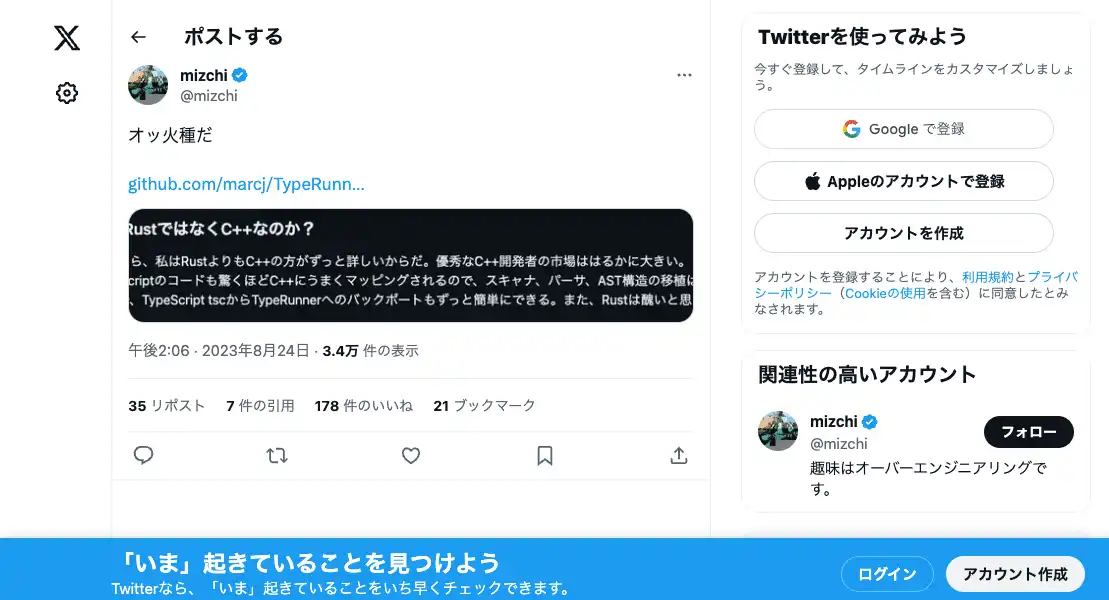 ポストする
mizchi
@mizchi
オッ火種だ
github.com/marcj/TypeRunn...
RustではなくC++なのか？
ら、私はRustよりもC++の方がずっと詳しいからだ。優秀なC++開発者の市場ははるかに大きい。
criptのコードも驚くほどC++にうまくマッピングされるので、スキャナ、パーサ、AST構造の移植は
、TypeScript tscからTypeRunnerへのバックポートもずっと簡単にできる。また、Rustは醜いと思
午後2:06 · 2023年8月24日 · 3.4万 件の表示
35 リポスト 7 件の引用 178 件のいいね 21 ブックマーク
Twitterを使ってみよう
今すぐ登録して、タイムラインをカスタマイズしましょ
う。
Google で登録
Appleのアカウントで登録
アカウントを作成
アカウントを登録することにより、利用規約とプライバ
シーポリシー（Cookieの使用を含む）に同意したとみ
なされます。
関連性の高いアカウント
mizchi
@mizchi
フォロー
趣味はオーバーエンジニアリングで
す。
「いま」起きていることを見つけよう
Twitterなら、「いま」起きていることをいち早くチェックできます。
ログイン
アカウント作成